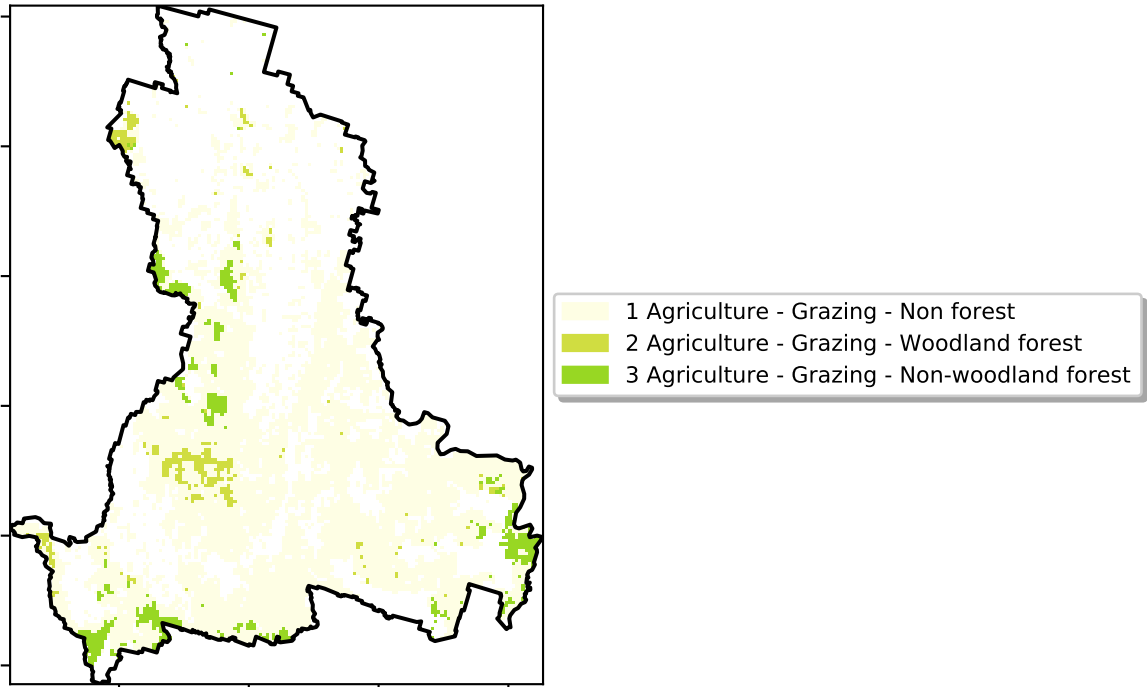 1 Agriculture - Grazing - Non forest
2 Agriculture - Grazing - Woodland forest
3 Agriculture - Grazing - Non-woodland forest